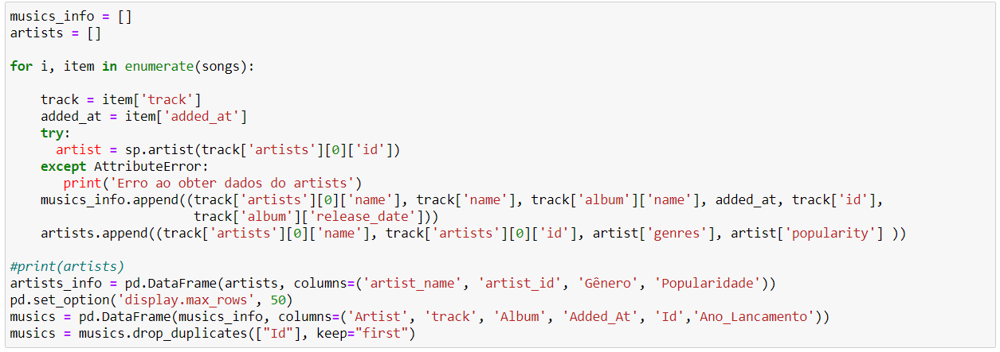 musics_info = []
artists = []
for i, item in enumerate(songs):
track = item['track']
added_at = item['added_at']
try:
artist = sp.artist(track['artists'][0]['id'])
except AttributeError:
print('Erro ao obter dados do artists')
musics_info.append((track['artists'][0]['name'], track['name'], track['album']['name'], added_at, track['id'],
track['album']['release_date']))
artists.append((track['artists'][0]['name'], track['artists'][0]['id'], artist['genres'], artist['popularity'] ))
#print(artists)
artists_info = pd.DataFrame(artists, columns=('artist_name', 'artist_id', 'Gênero', 'Popularidade'))
pd.set_option('display.max_rows', 50)
musics = pd.DataFrame(musics_info, columns=('Artist', 'track', 'Album', 'Added_At', 'Id','Ano_Lancamento'))
musics = musics.drop_duplicates(["Id"], keep="first")